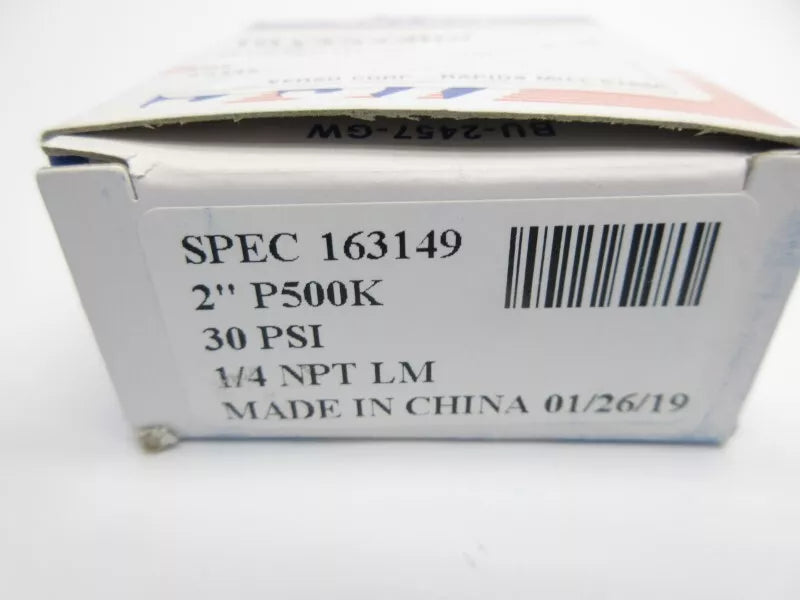 BU-2457-GW
SPEC 163149
2" P500K
30 PSI
1/4 NPT LM
MADE IN CHINA 01/26/19